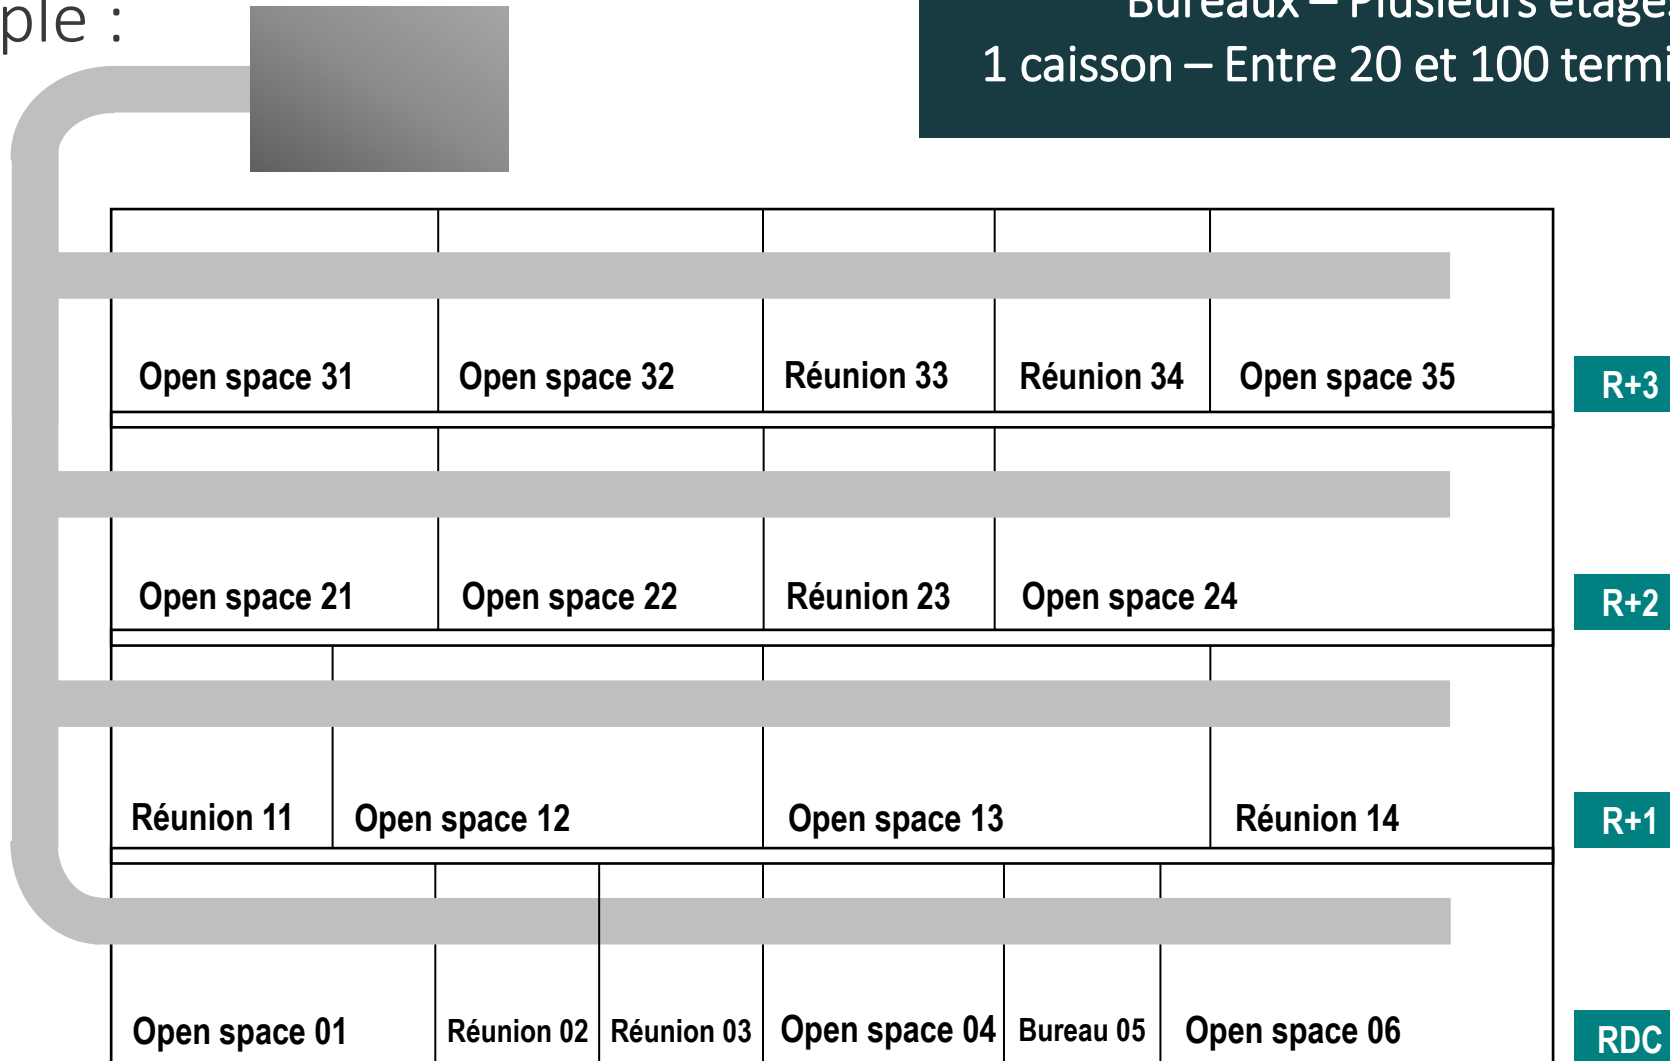 ple :
Bureaux – Plusieurs étages
1 caisson – Entre 20 et 100 termi
Open space 31
Open space 32
Réunion 33
Réunion 34
Open space 35
R+3
Open space 21
Open space 22
Réunion 23
Open space 24
R+2
Réunion 11
Open space 12
Open space 13
Réunion 14
R+1
Open space 01
Réunion 02
Réunion 03
Open space 04
Bureau 05
Open space 06
RDC